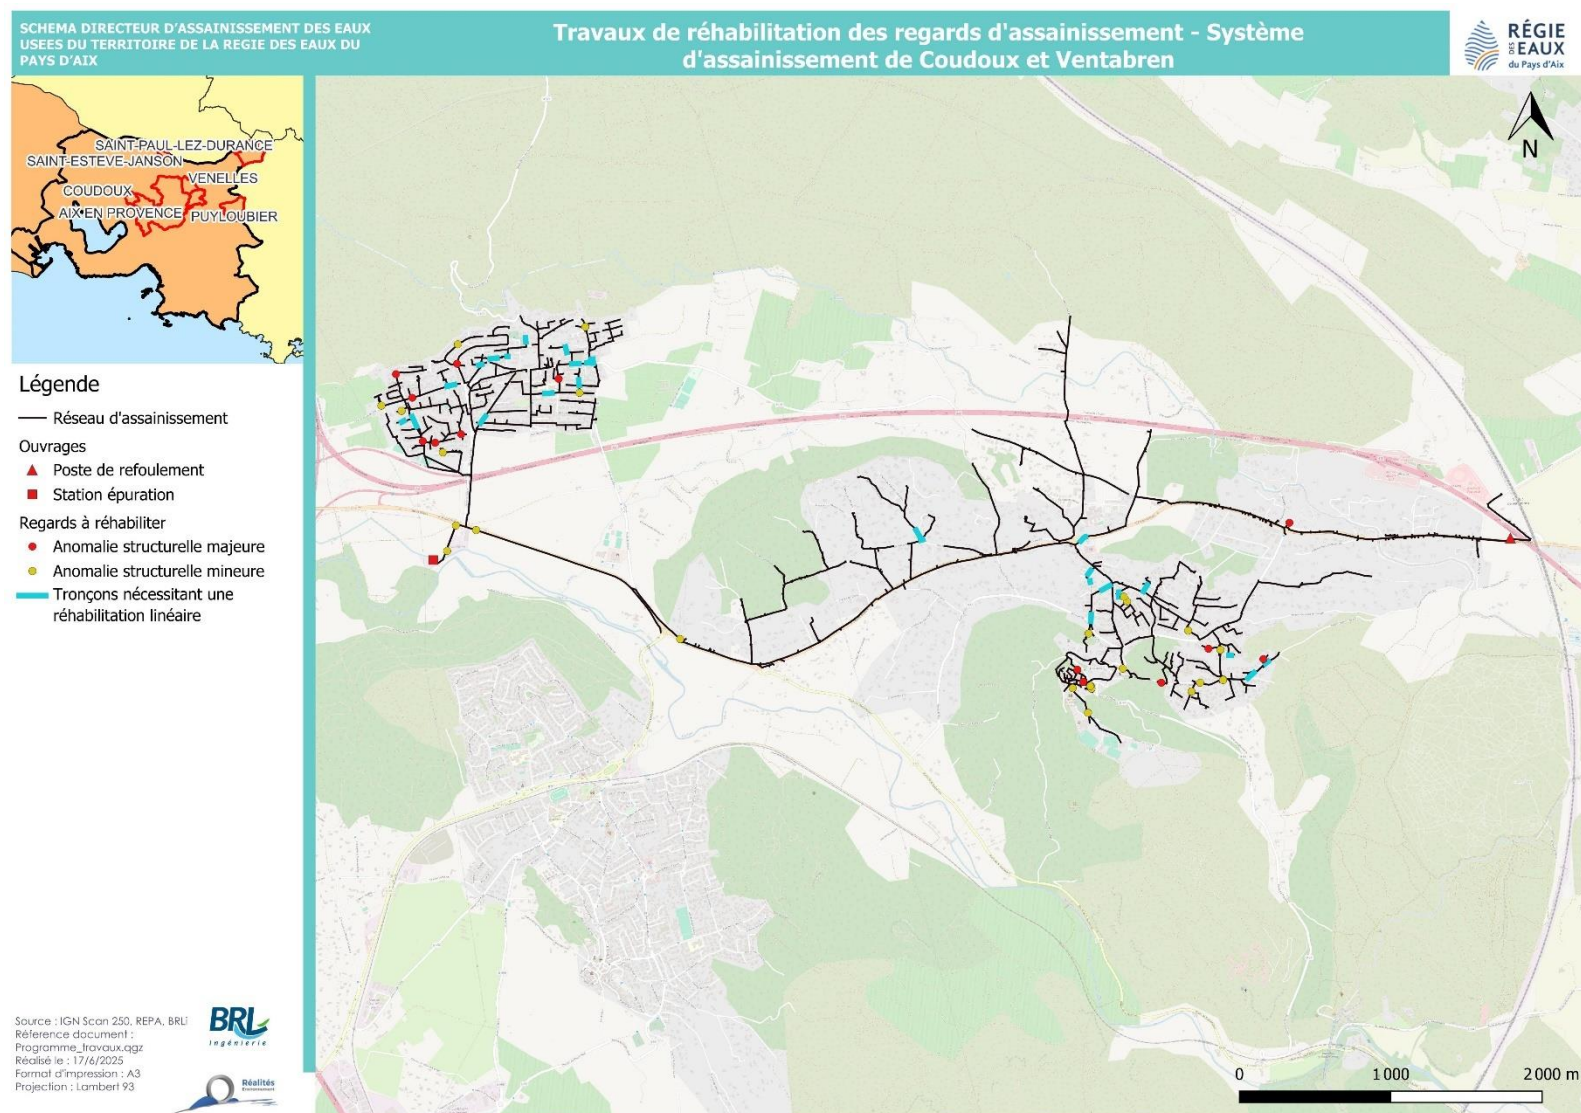 SCHEMA DIRECTEUR D'ASSAINISSEMENT DES EAUX
USEES DU TERRITOIRE DE LA REGIE DES EAUX DU
PAYS D'AIX
Travaux de réhabilitation des regards d'assainissement - Système
d'assainissement de Coudoux et Ventabren
RÉGIE
DES EAUX
du Pays d'Aix
SAINT-PAUL-LEZ-DURANCE
SAINT-ESTEVE-JANSON
VENELLES
COUDOUX
AIX EN PROVENCE
PUYLOUBIER
N
Légende
Réseau d'assainissement
Ouvrages
Poste de refoulement
Station épuration
Regards à réhabiliter
Anomalie structurelle majeure
Anomalie structurelle mineure
Tronçons nécessitant une
réhabilitation linéaire
Source : IGN Scan 250, REPA, BRLi
Réference document :
Programme_travaux.qgz
Réalisé le : 17/6/2025
Format d'impression : A3
Projection : Lambert 93
BRL
Ingénierie
Réalités
Environnement
0 1 000 2 000 m